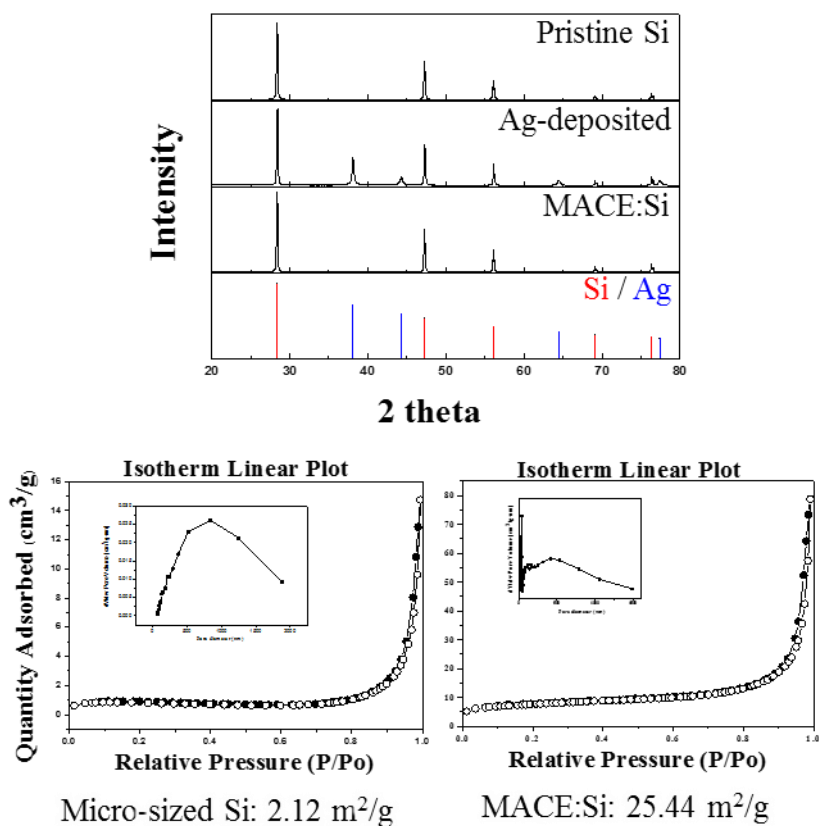 Pristine Si
Ag-deposited
MACE:Si
Si / Ag
Intensity
20 30 40 50 60 70 80
2 theta
Isotherm Linear Plot
Quantity Adsorbed (cm³/g)
16
14
12
10
8
6
4
2
0
0.0 0.2 0.4 0.6 0.8 1.0
Relative Pressure (P/Po)
Micro-sized Si: 2.12 m²/g
Isotherm Linear Plot
80
70
60
50
40
30
20
10
0
0.0 0.2 0.4 0.6 0.8 1.0
Relative Pressure (P/Po)
MACE:Si: 25.44 m²/g